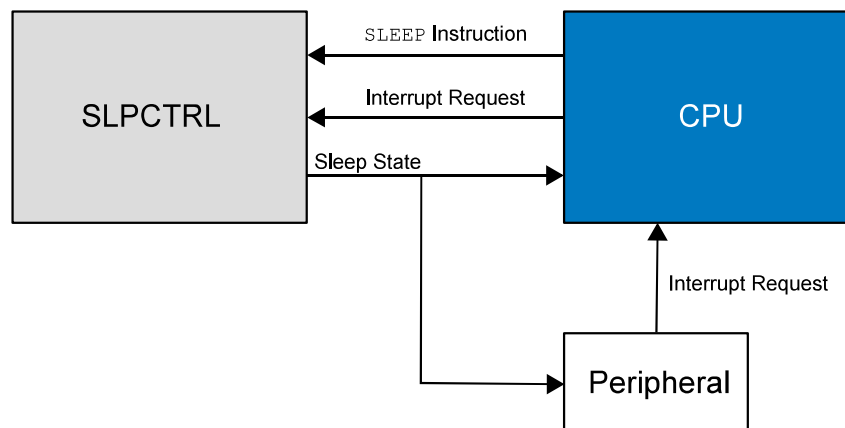 SLEEP Instruction
SLPCTRL
Interrupt Request
CPU
Sleep State
Interrupt Request
Peripheral